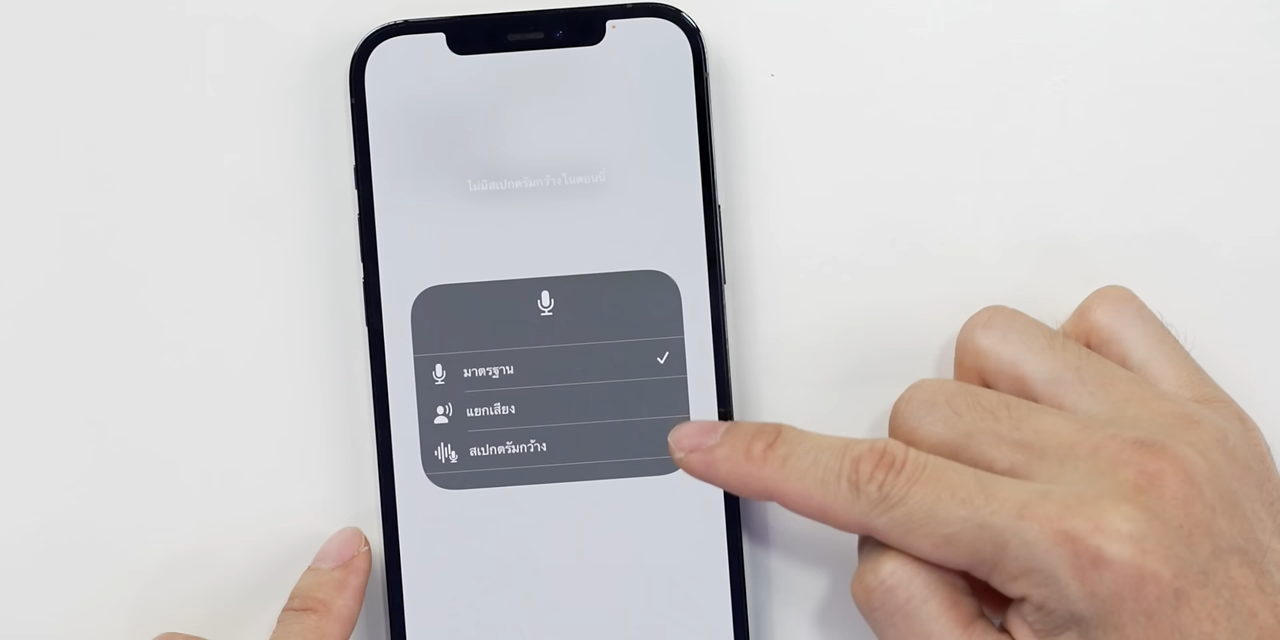 ไม่มีสเปกตรัมกว้างในตอนนี้
มาตรฐาน
แยกเสียง
สเปกตรัมกว้าง